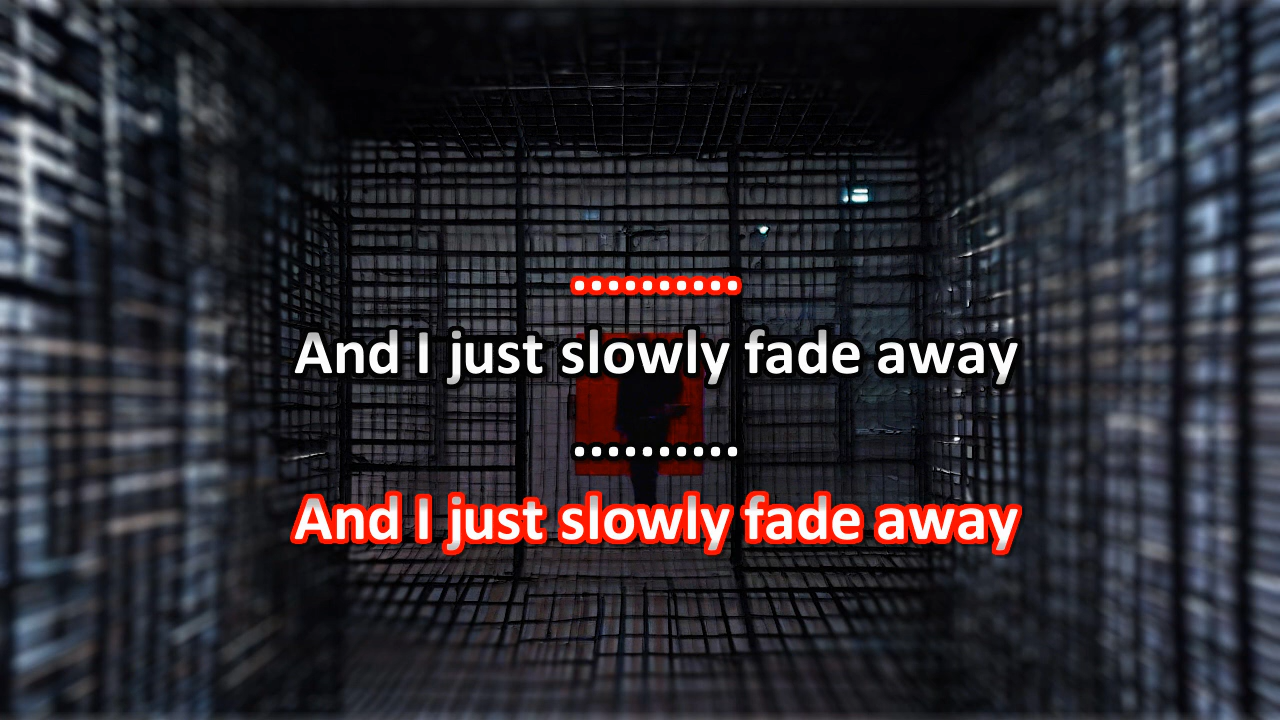 ..........
And I just slowly fade away
..........
And I just slowly fade away